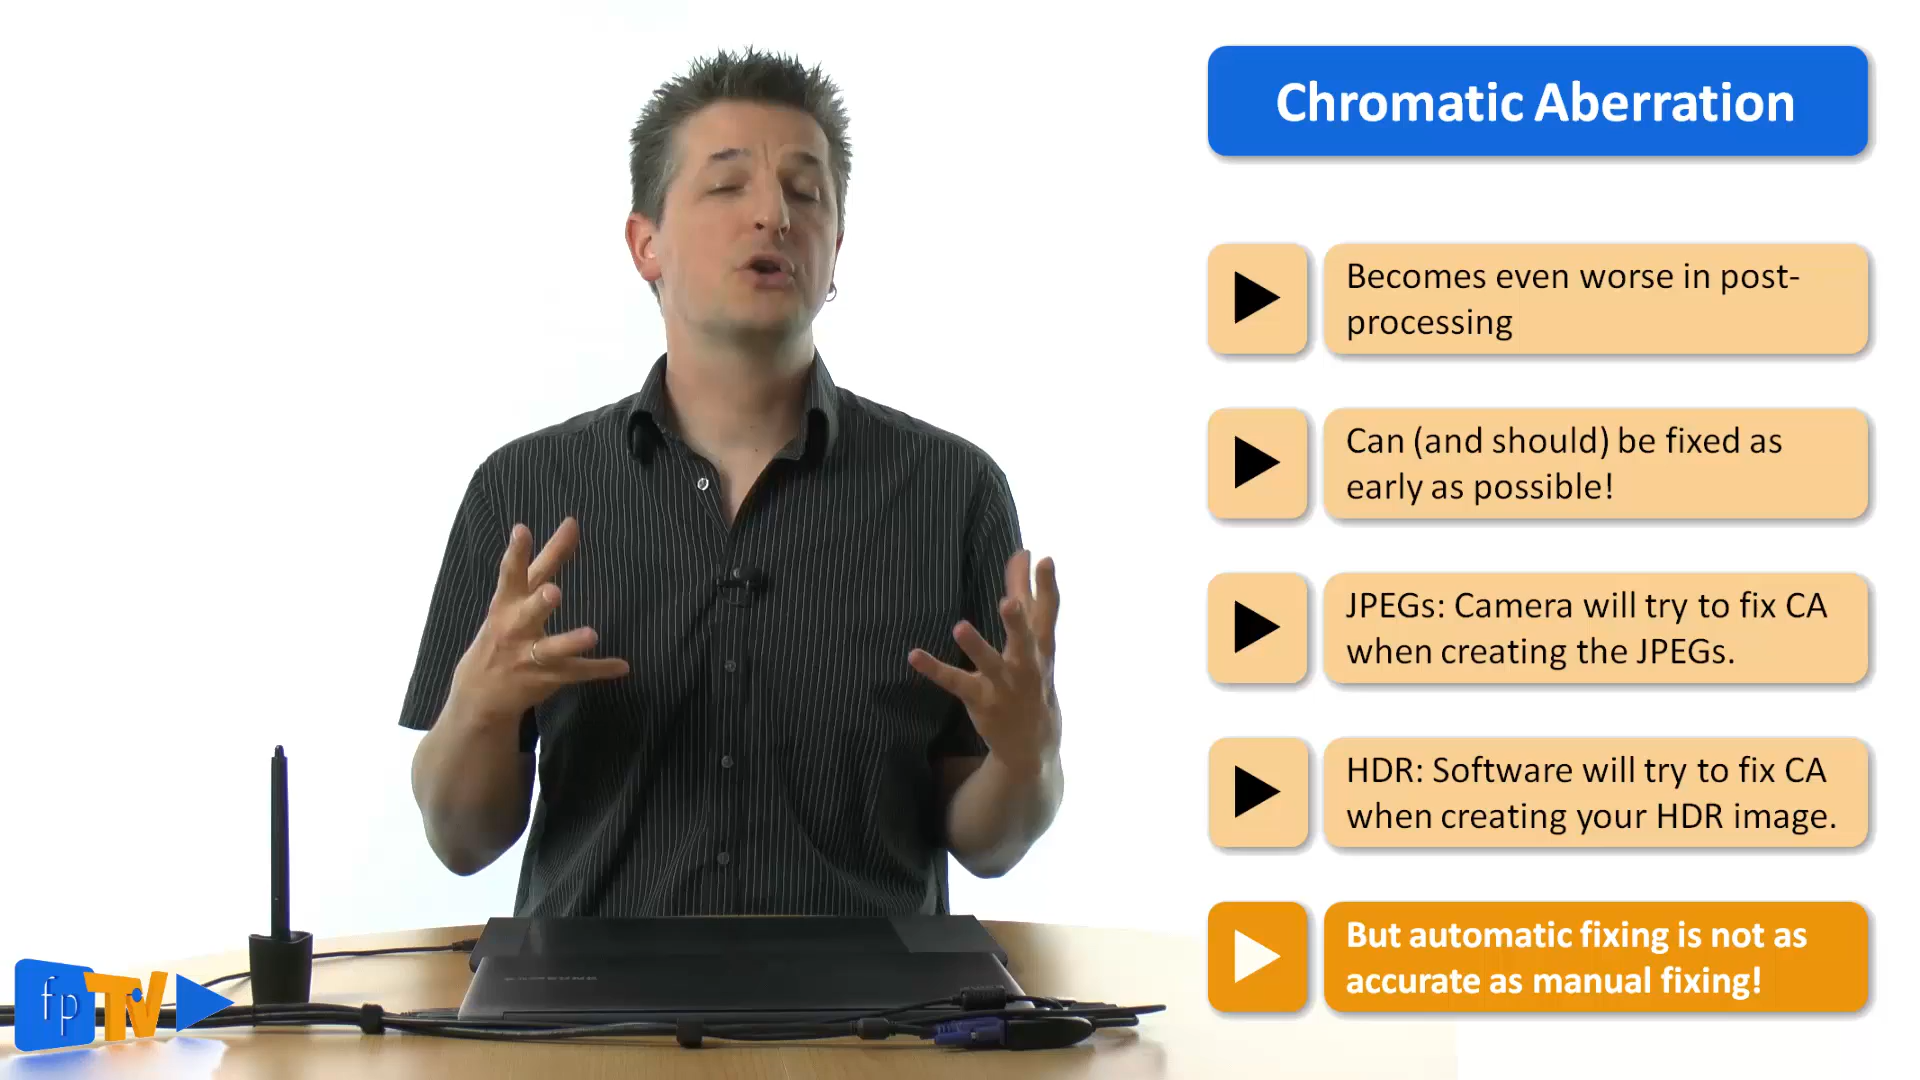 Chromatic Aberration
Becomes even worse in post-
processing
Can (and should) be fixed as
early as possible!
JPEGs: Camera will try to fix CA
when creating the JPEGs.
HDR: Software will try to fix CA
when creating your HDR image.
But automatic fixing is not as
accurate as manual fixing!
SAMSUNG
fp TV